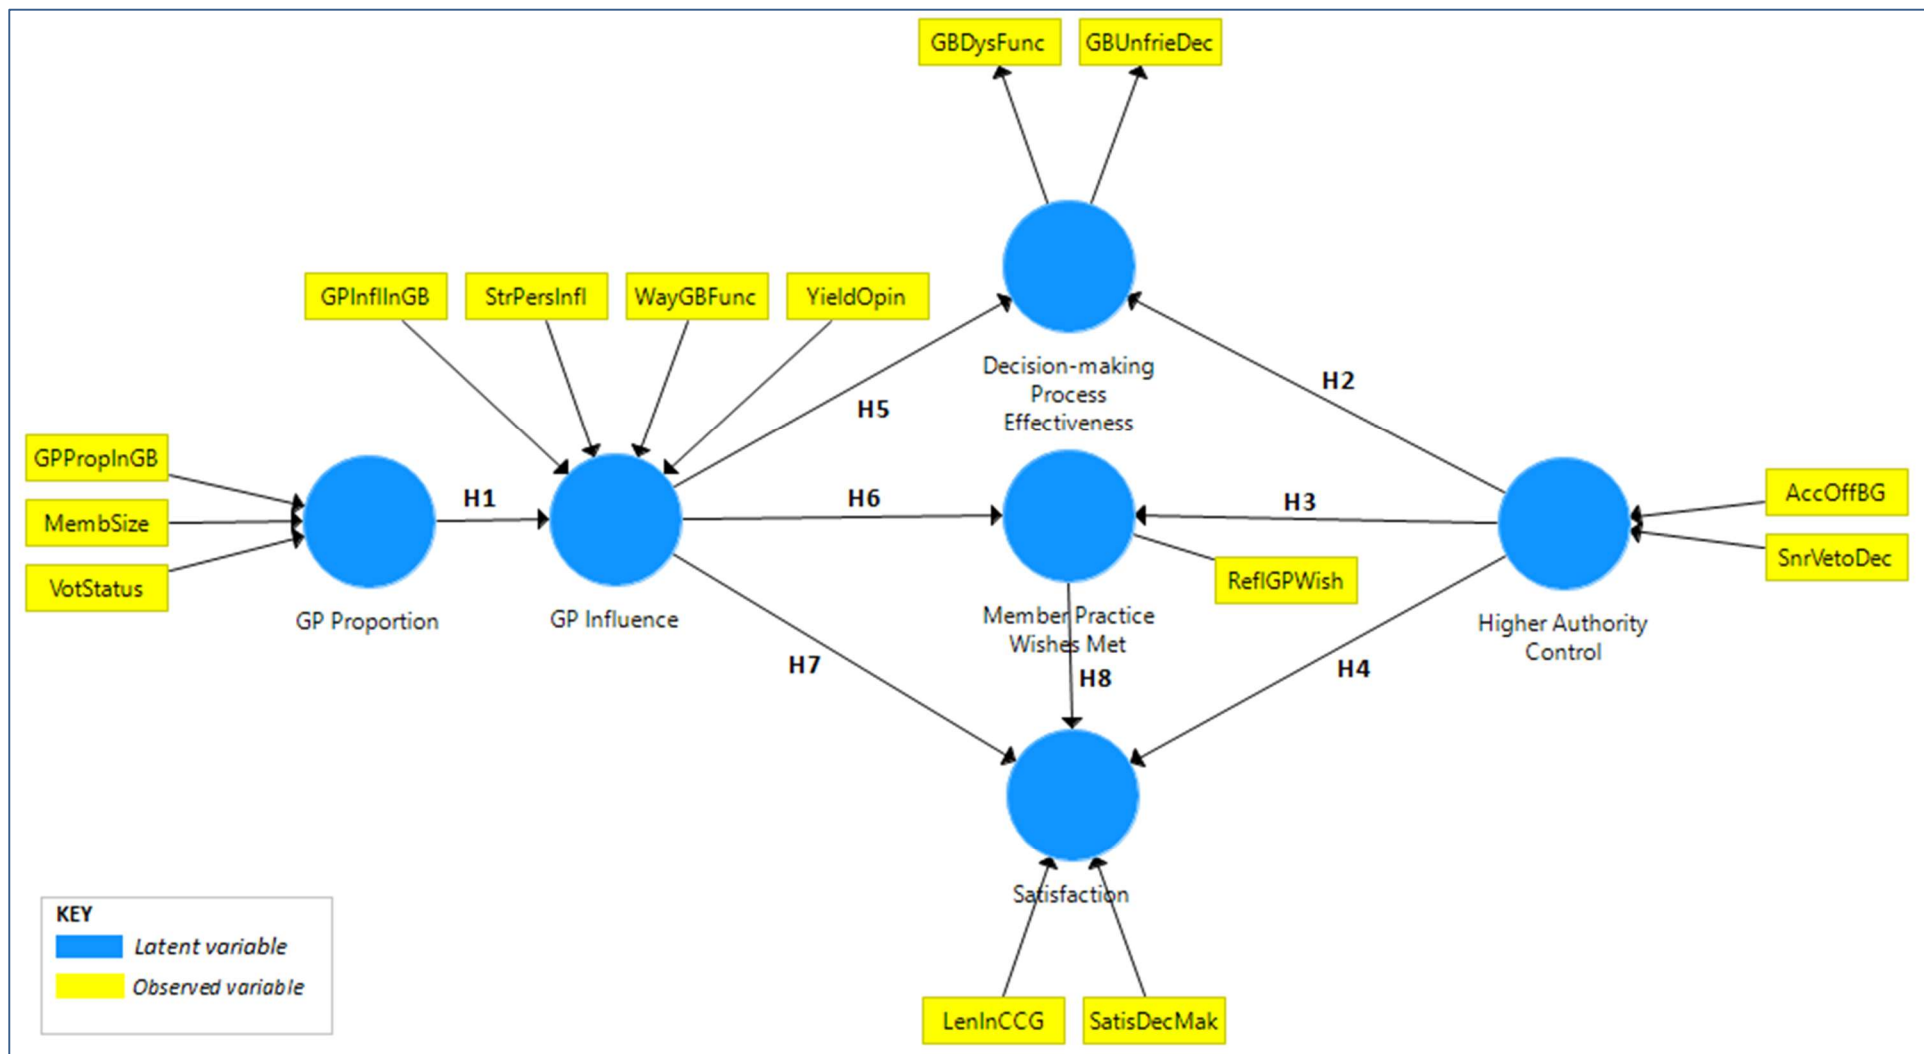 GBDysFunc
GBUnfrieDec
GPInflInGB
StrPersInfl
WayGBFunc
YieldOpin
Decision-making
Process
Effectiveness
H2
H5
GPPropInGB
MembSize
VotStatus
H1
H6
H3
AccOffBG
SnrVetoDec
ReflGPWish
GP Proportion
GP Influence
Member Practice
Wishes Met
Higher Authority
Control
H7
H8
H4
Satisfaction
KEY
Latent variable
Observed variable
LenInCCG
SatisDecMak